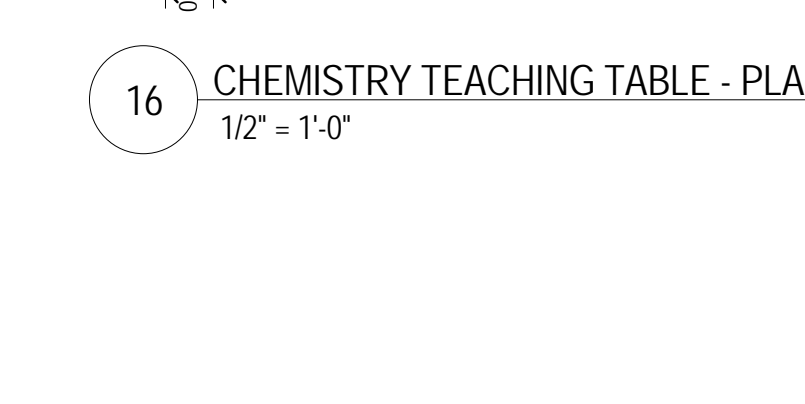 16
CHEMISTRY TEACHING TABLE - PLA
1/2" = 1'-0"